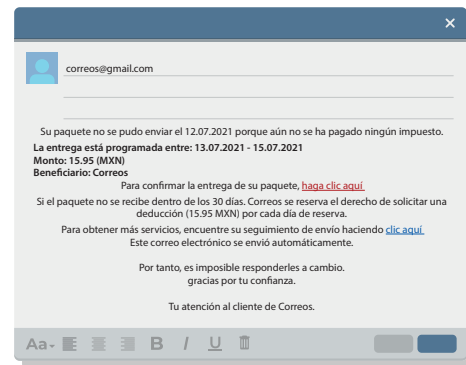 correos@gmail.com
Su paquete no se pudo enviar el 12.07.2021 porque aún no se ha pagado ningún impuesto.
La entrega está programada entre: 13.07.2021 - 15.07.2021
Monto: 15.95 (MXN)
Beneficiario: Correos
Para confirmar la entrega de su paquete, haga clic aquí
Si el paquete no se recibe dentro de los 30 días. Correos se reserva el derecho de solicitar una
deducción (15.95 MXN) por cada día de reserva.
Para obtener más servicios, encuentre su seguimiento de envío haciendo clic aquí
Este correo electrónico se envió automáticamente.
Por tanto, es imposible responderles a cambio.
gracias por tu confianza.
Tu atención al cliente de Correos.
Aa
B I U